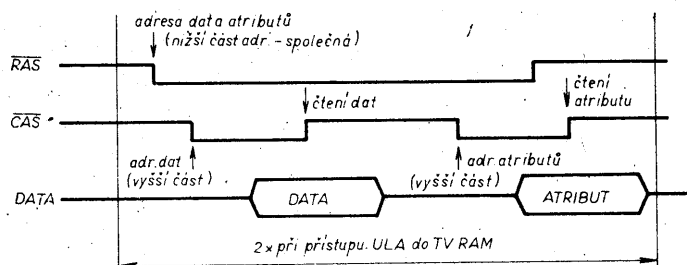 adresa data atributů
(nižší část adr. - společná)
RAS
čtení dat
čtení
atributu
CAS
adr. dat
(vyšší část)
adr. atributů
(vyšší část)
DATA
DATA
ATRIBUT
2x při přístupu ULA do TV RAM